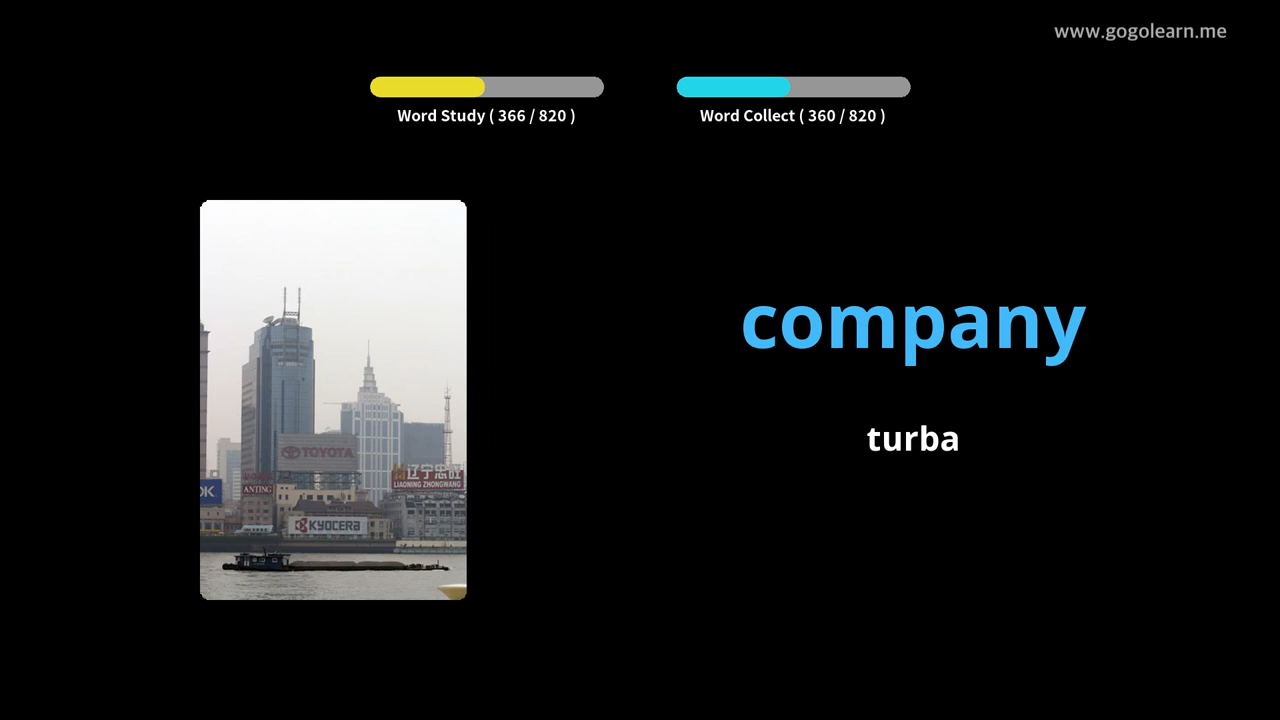 www.gogolearn.me
Word Study ( 366 / 820 )
Word Collect ( 360 / 820 )
company
turba
TOYOTA
辽宁忠旺
LIAONING ZHONGWANG
OK
ANTING
KYOCERA